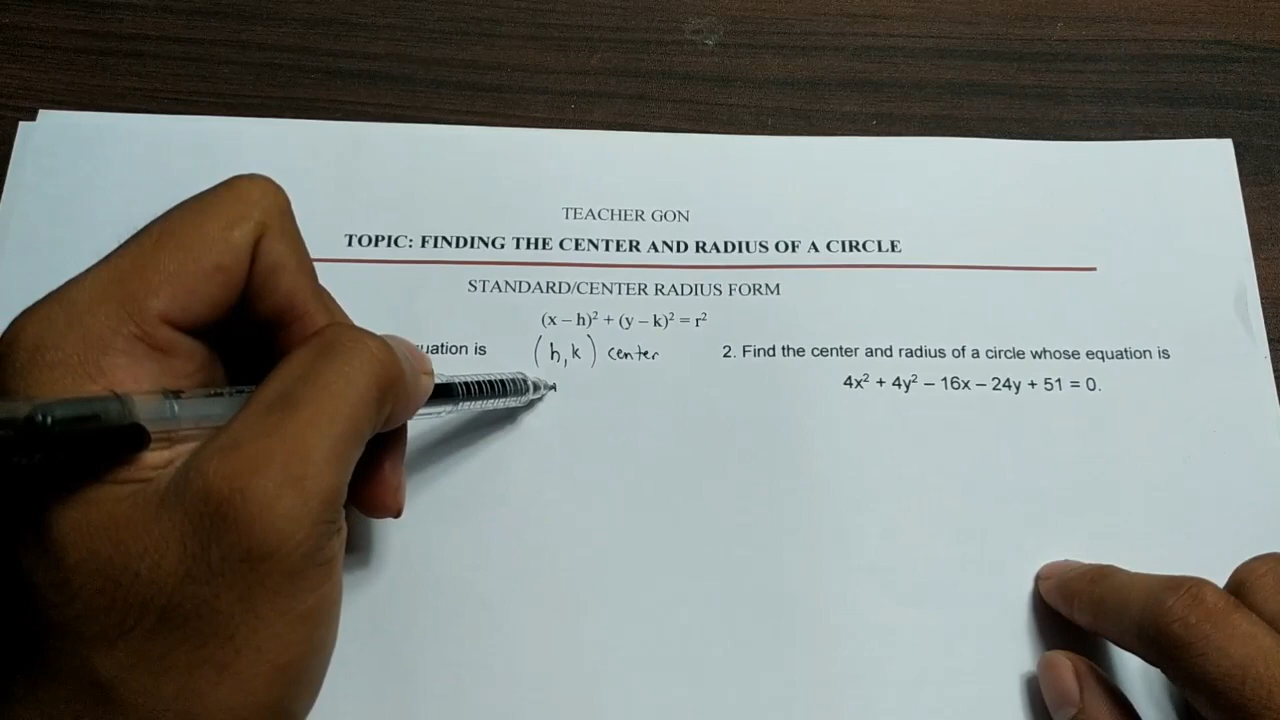 TEACHER GON
TOPIC: FINDING THE CENTER AND RADIUS OF A CIRCLE
STANDARD/CENTER RADIUS FORM
(x – h)² + (y – k)² = r²
is
(h,k) center
2. Find the center and radius of a circle whose equation is
4x² + 4y² – 16x – 24y + 51 = 0.